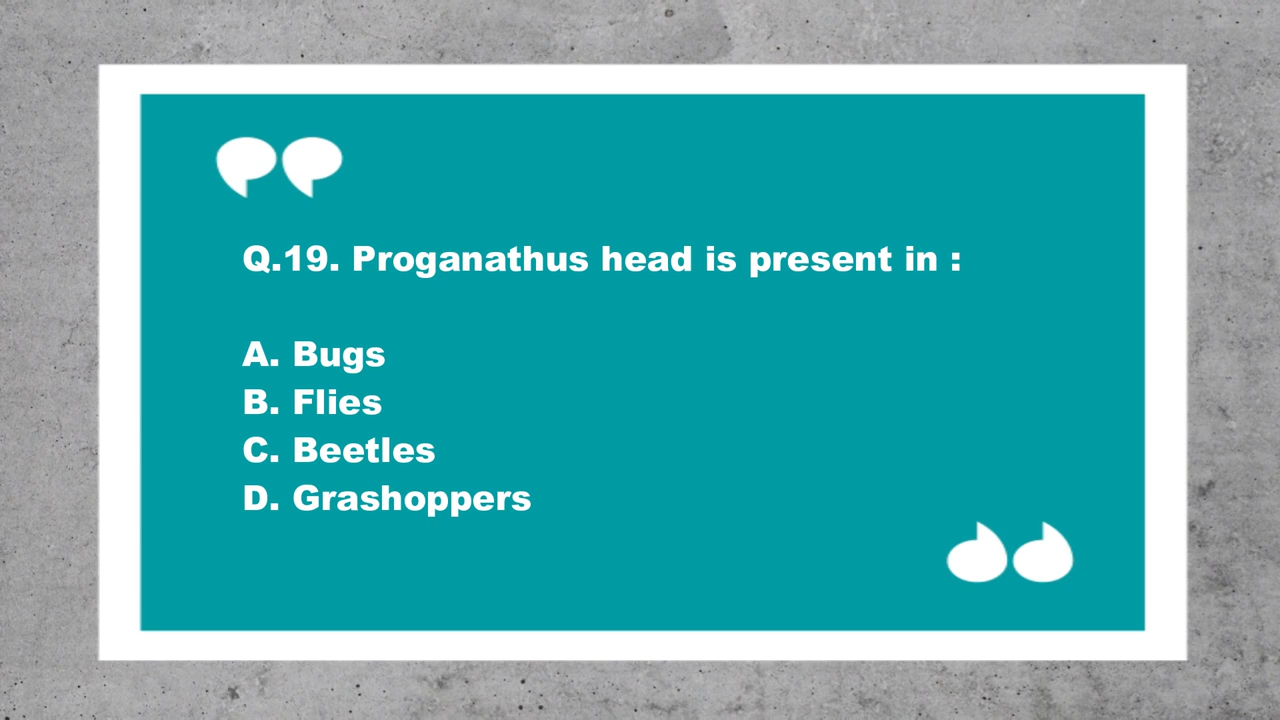 Q.19. Proganathus head is present in :
A. Bugs
B. Flies
C. Beetles
D. Grashoppers